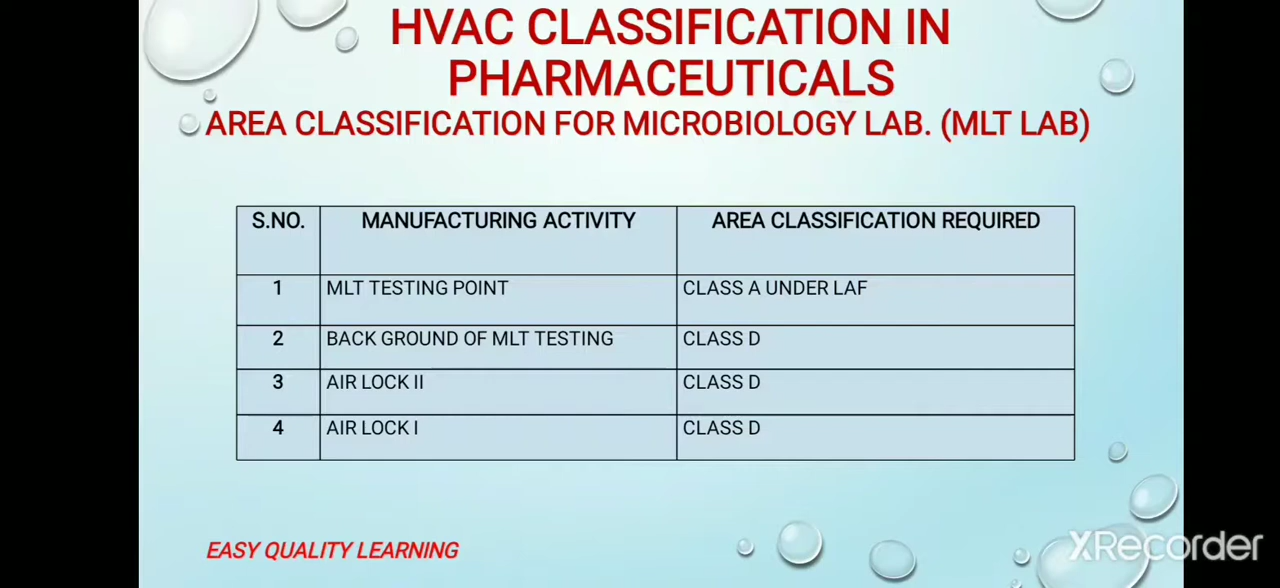 HVAC CLASSIFICATION IN
PHARMACEUTICALS
AREA CLASSIFICATION FOR MICROBIOLOGY LAB. (MLT LAB)
S.NO. MANUFACTURING ACTIVITY AREA CLASSIFICATION REQUIRED
1 MLT TESTING POINT CLASS A UNDER LAF
2 BACK GROUND OF MLT TESTING CLASS D
3 AIR LOCK II CLASS D
4 AIR LOCK I CLASS D
EASY QUALITY LEARNING
XRecorder